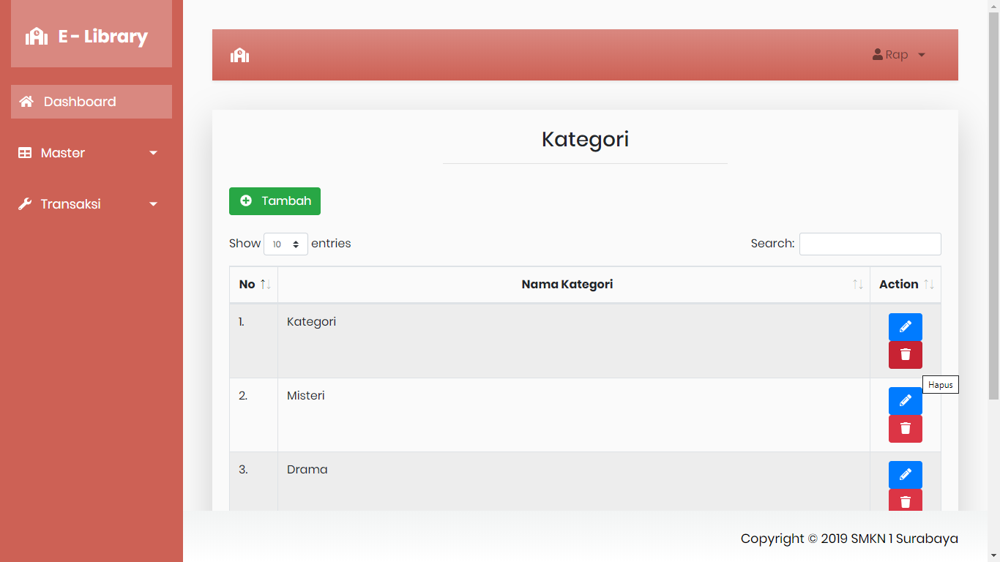 E - Library
Rap
Dashboard
Master
Transaksi
Kategori
Tambah
Show 10 entries
Search:
No Nama Kategori Action
1. Kategori
Hapus
2. Misteri
3. Drama
Copyright © 2019 SMKN 1 Surabaya